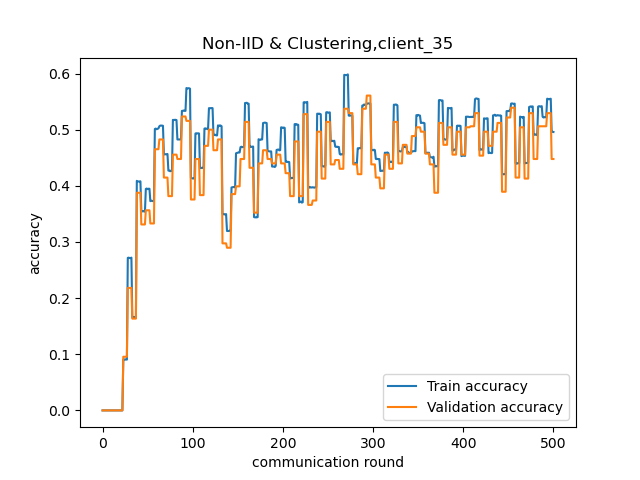 Non-IID & Clustering,client_35
accuracy
0.6
0.5
0.4
0.3
0.2
0.1
0.0
Train accuracy
Validation accuracy
0 100 200 300 400 500
communication round